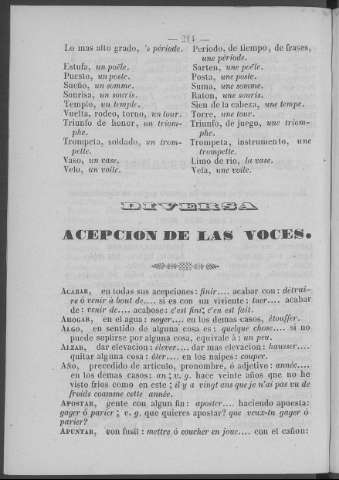 — 214 —
Lo mas alto grado, 's période.
Estufa, un poële.
Puesto, un poste.
Sueño, un somme.
Sonrisa, un souris.
Templo, un temple.
Vuelta, rodeo, torno, un tour.
Triunfo de honor, un triomphe.
Trompeta, soldado, un trompette.
Vaso, un vase.
Velo, un voile.
Periodo, de tiempo, de frases, une période.
Sarten, une poële.
Posta, une poste.
Suma, une somme.
Raton, une souris.
Sien de la cabeza, une tempe.
Torre, une tour.
Triunfo, de juego, une triomphe.
Trompeta, instrumento, une trompette.
Limo de rio, la vase.
Vela, une voile.
DIVERSA
ACEPCION DE LAS VOCES.
ACABAR, en todas sus acepciones: finir.... acabar con: détruire ó venir à bout de.... si es con un viviente: tuer.... acabar
de: venir de.... acabose: c'est fini; c'en est fait.
AHOGAR, en el agua: noyer.... en los demas casos, étouffer.
ALGO, en sentido de alguna cosa es: quelque chose.... si no
puede suplirse por alguna cosa, equivale à un peu.
ALZAR, dar elevacion: élever.... dar mas elevacion: hausser....
quitar alguna cosa: ôter.... en los naipes: couper.
AÑO, precedido de artículo, pronombre, ó adjetivo: année....
en los demas casos: an; v. g. hace veinte años que no he
visto frios como en este; il y a vingt ans que je n'ai pas vu de
froids comme cette année.
APOSTAR, gente con algun fin: aposter.... haciendo apuesta:
gager ó parier; v. g. que quieres apostar? que veux-tu gager ó
parier?
APUNTAR, con fusil: mettre ó coucher en joue.... con el cañon: